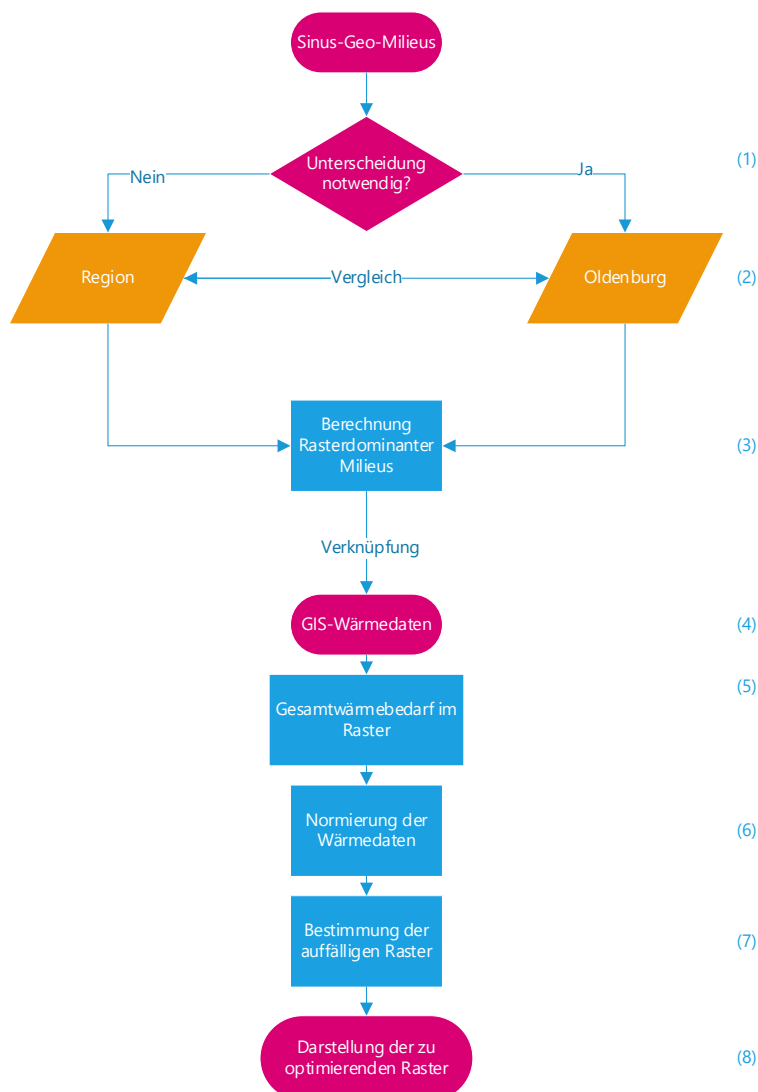 Sinus-Geo-Milieus
Unterscheidung
notwendig?
(1)
Nein
Ja
Region
Vergleich
Oldenburg
(2)
Berechnung
Rasterdominanter
Milieus
(3)
Verknüpfung
GIS-Wärmedaten
(4)
(5)
Gesamtwärmebedarf im
Raster
Normierung der
Wärmedaten
(6)
Bestimmung der
auffälligen Raster
(7)
Darstellung der zu
optimierenden Raster
(8)